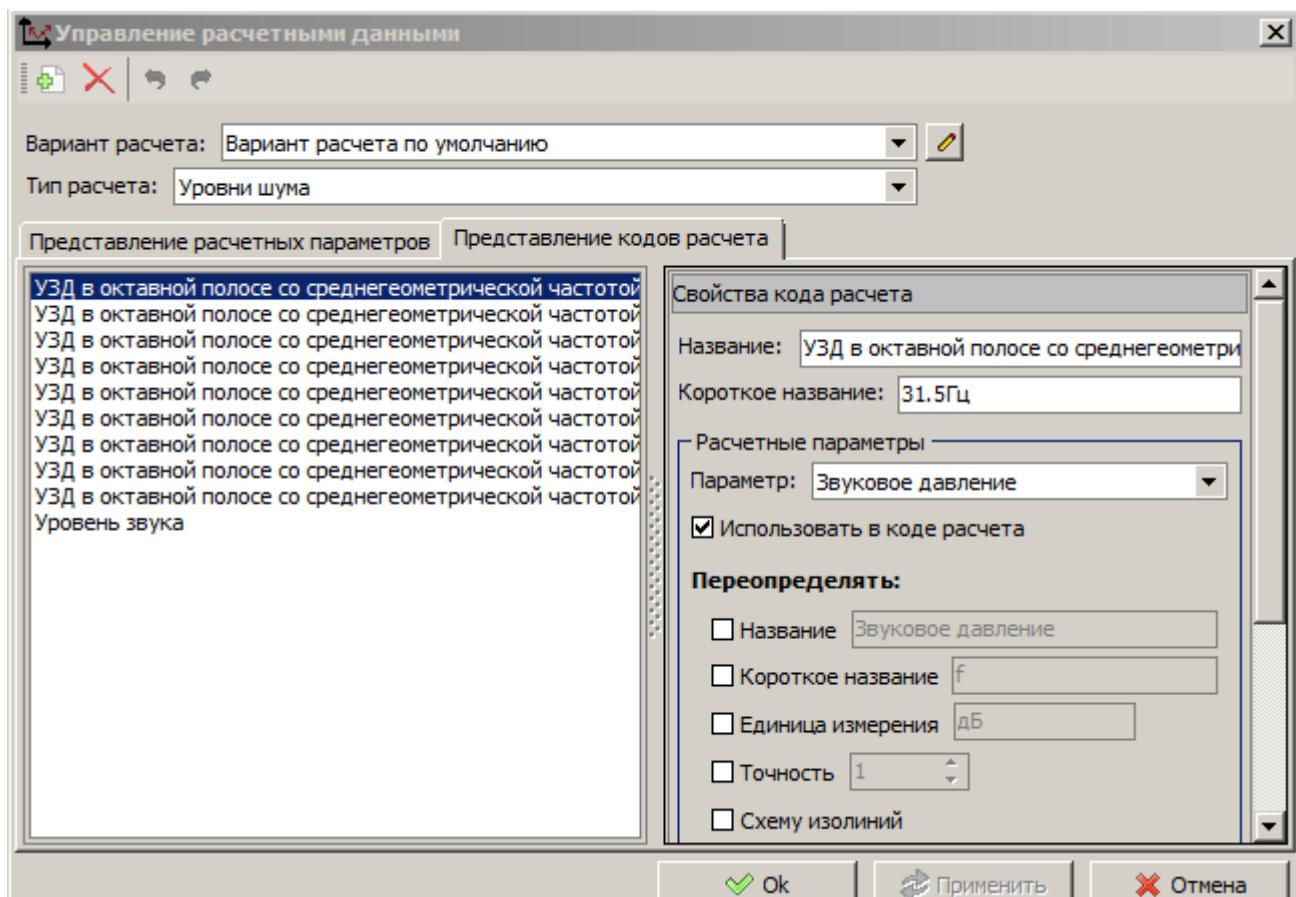 Управление расчетными данными
Вариант расчета: Вариант расчета по умолчанию
Тип расчета: Уровни шума
Представление расчетных параметров Представление кодов расчета
УЗД в октавной полосе со среднегеометрической частотой
УЗД в октавной полосе со среднегеометрической частотой
УЗД в октавной полосе со среднегеометрической частотой
УЗД в октавной полосе со среднегеометрической частотой
УЗД в октавной полосе со среднегеометрической частотой
УЗД в октавной полосе со среднегеометрической частотой
УЗД в октавной полосе со среднегеометрической частотой
УЗД в октавной полосе со среднегеометрической частотой
УЗД в октавной полосе со среднегеометрической частотой
Уровень звука
Свойства кода расчета
Название: УЗД в октавной полосе со среднегеометри
Короткое название: 31.5Гц
Расчетные параметры
Параметр: Звуковое давление
Использовать в коде расчета
Переопределять:
Название Звуковое давление
Короткое название f
Единица измерения дБ
Точность 1
Схему изолиний
Ok Применить Отмена